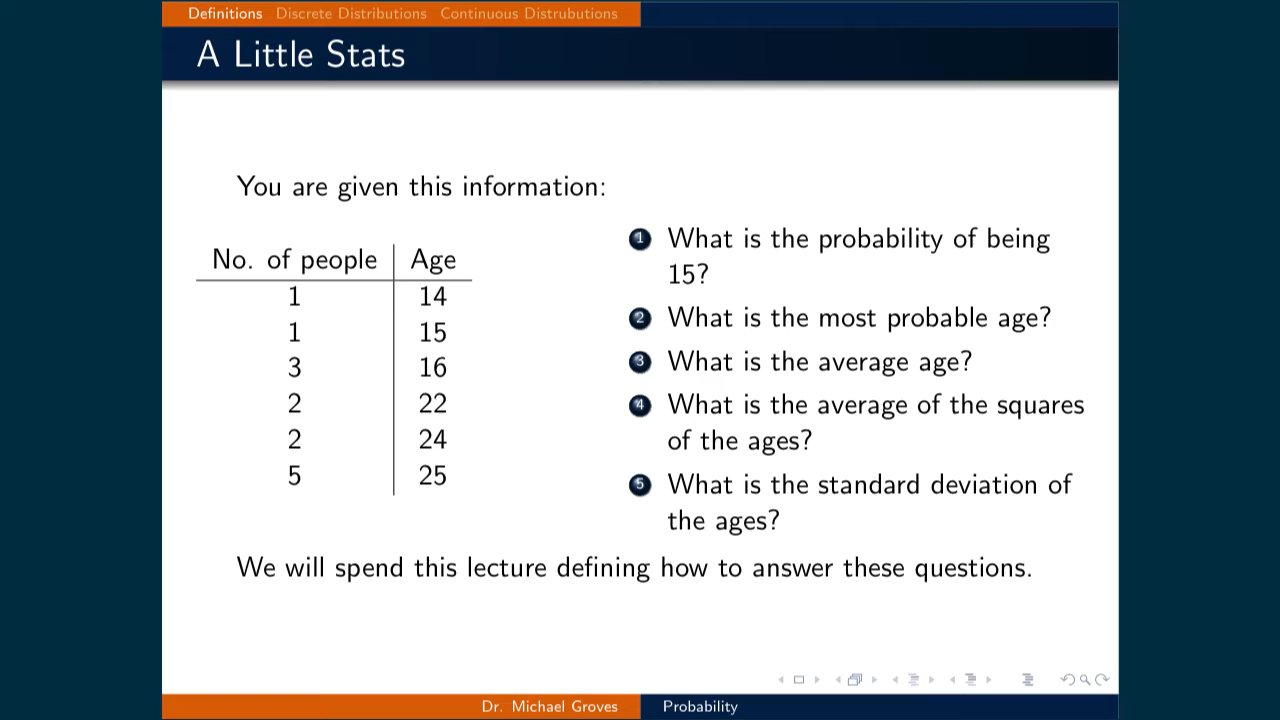 Definitions Discrete Distributions Continuous Distrubutions
A Little Stats
You are given this information:
No. of people Age
1 14
1 15
3 16
2 22
2 24
5 25
1 What is the probability of being
15?
2 What is the most probable age?
3 What is the average age?
4 What is the average of the squares
of the ages?
5 What is the standard deviation of
the ages?
We will spend this lecture defining how to answer these questions.
Dr. Michael Groves Probability